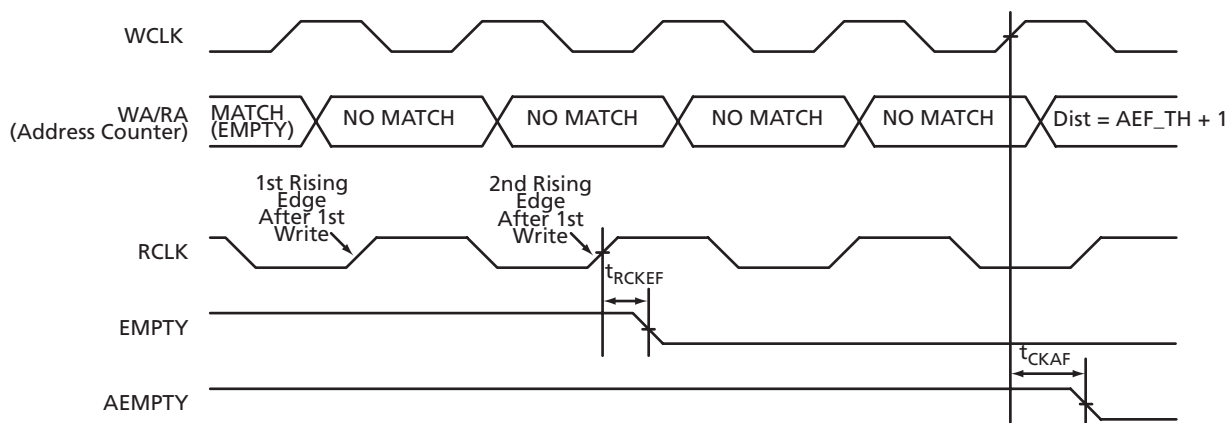 WCLK
WA/RA
(Address Counter)
MATCH
(EMPTY)
NO MATCH
NO MATCH
NO MATCH
NO MATCH
Dist = AEF_TH + 1
1st Rising
Edge
After 1st
Write
2nd Rising
Edge
After 1st
Write
RCLK
tRCKEF
EMPTY
tCKAF
AEMPTY